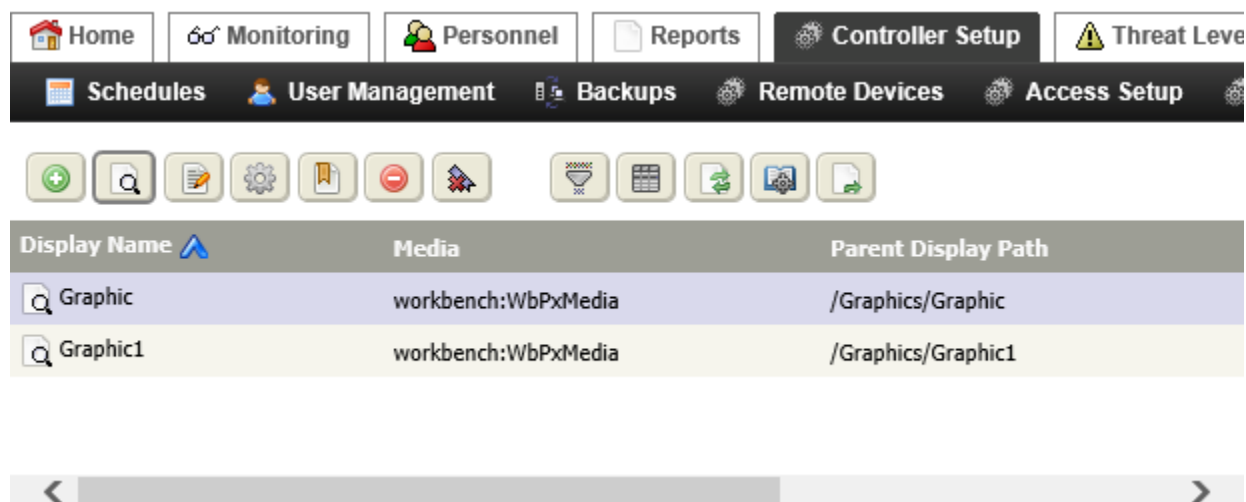 Home Monitoring Personnel Reports Controller Setup Threat Leve
Schedules User Management Backups Remote Devices Access Setup
Display Name Media Parent Display Path
Graphic workbench:WbPxMedia /Graphics/Graphic
Graphic1 workbench:WbPxMedia /Graphics/Graphic1